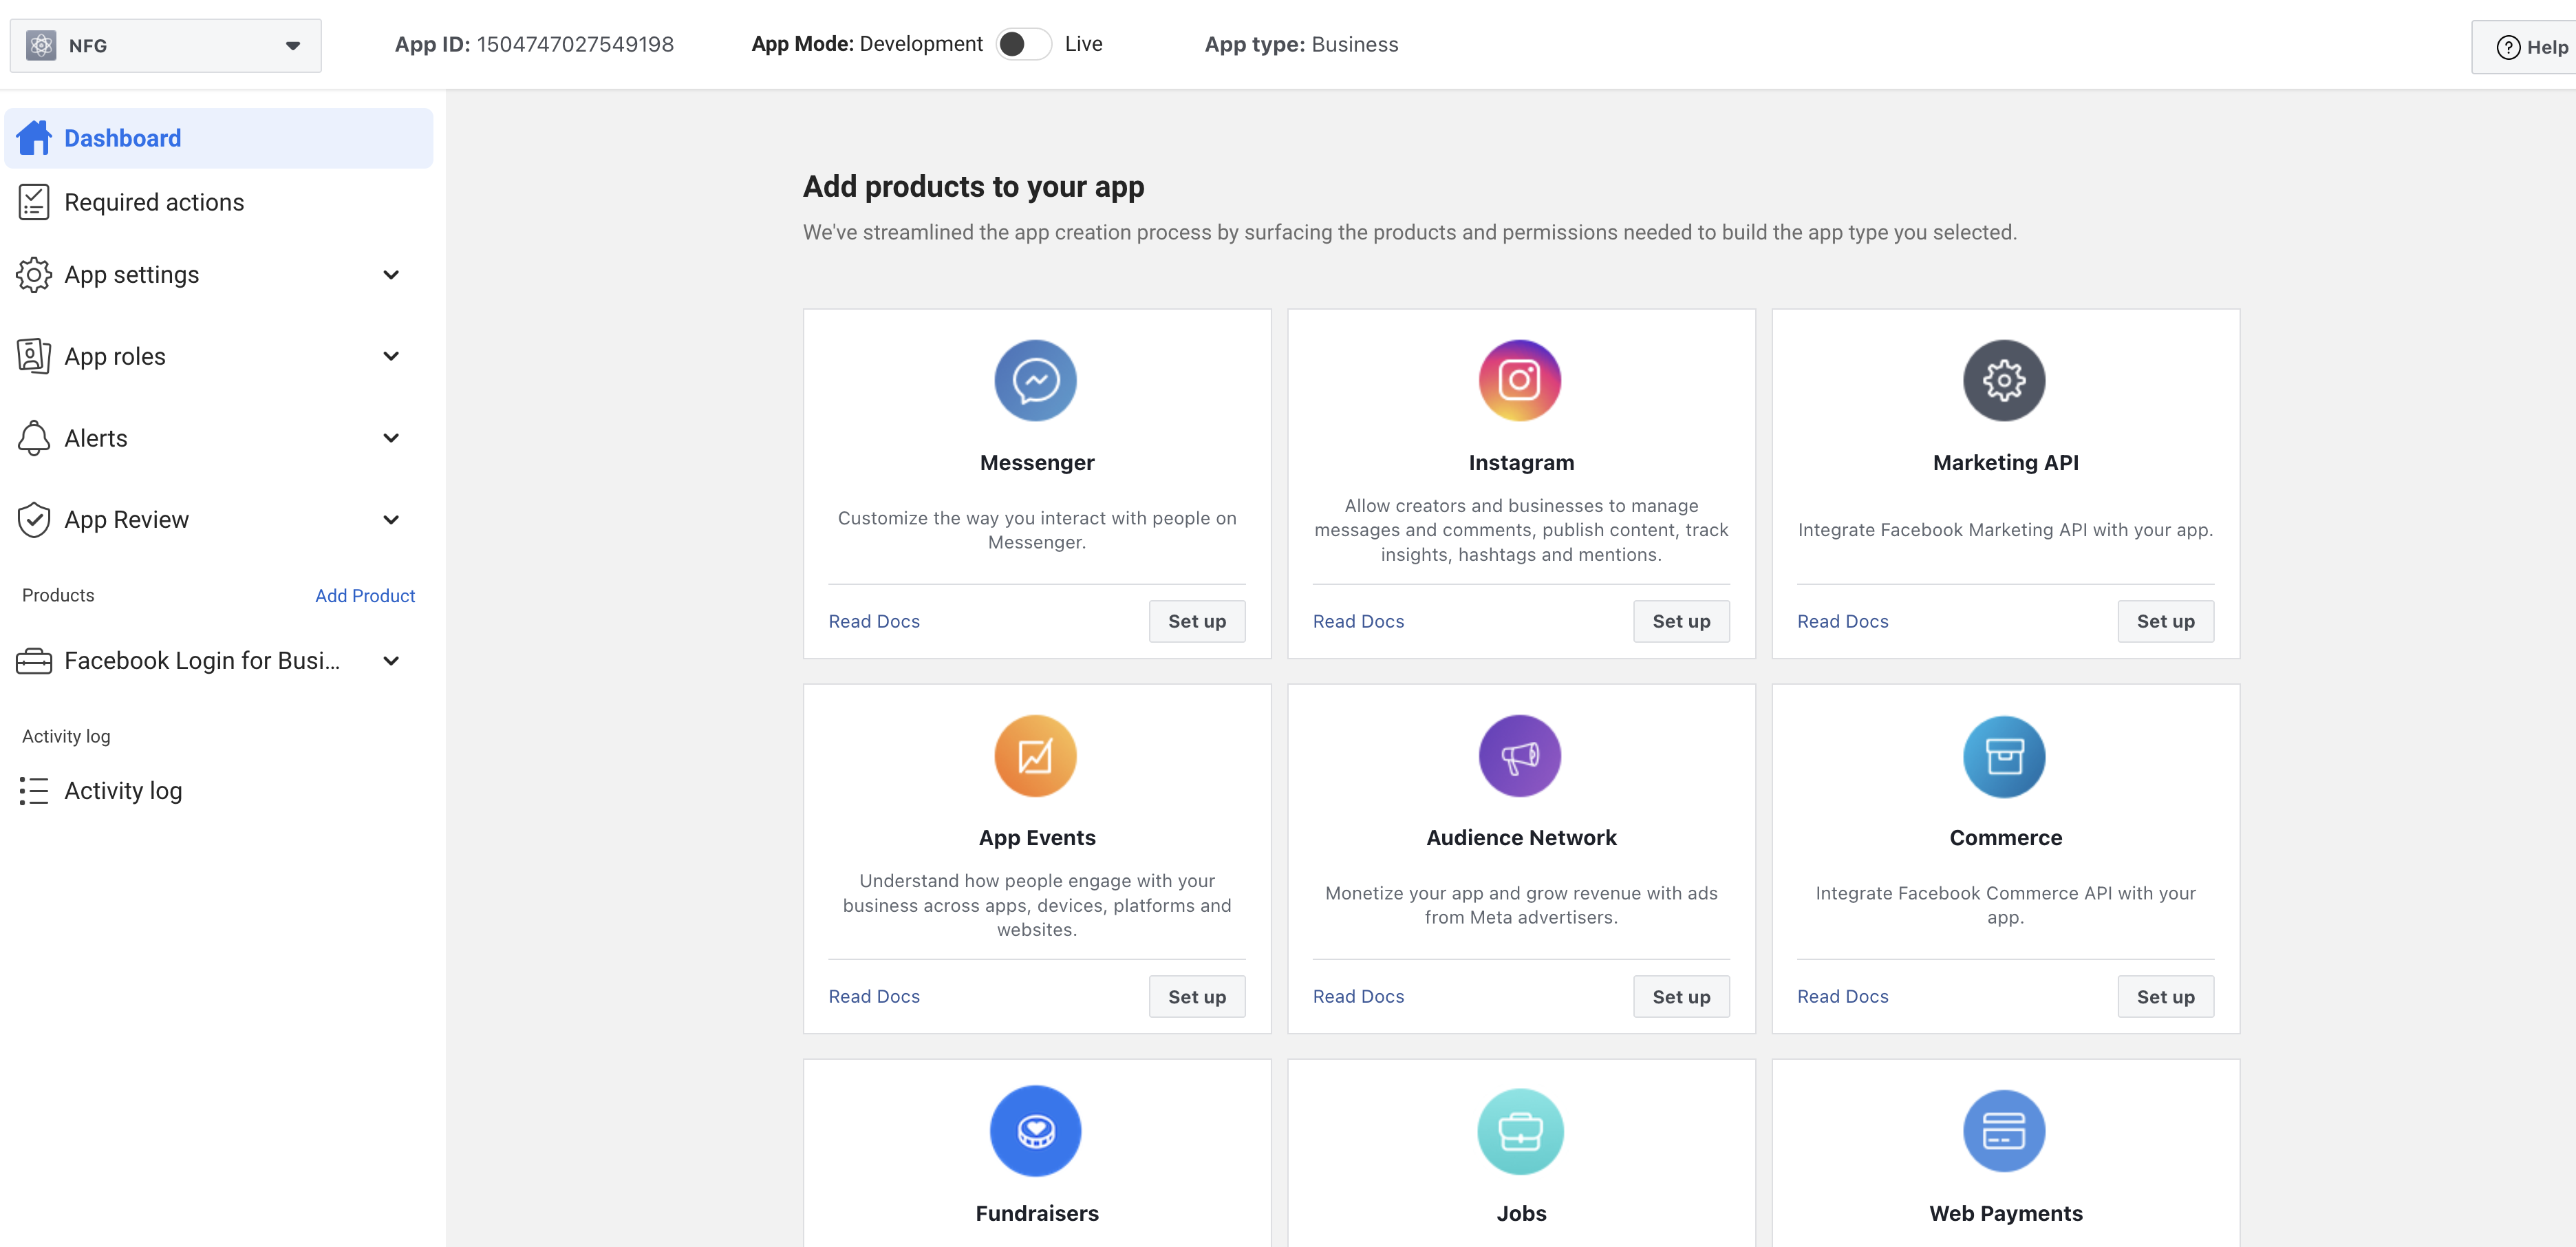 NFG
App ID: 1504747027549198
App Mode: Development
Live
App type: Business
Help
Dashboard
Required actions
App settings
App roles
Alerts
App Review
Products
Add Product
Facebook Login for Busi...
Activity log
Activity log
Add products to your app
We've streamlined the app creation process by surfacing the products and permissions needed to build the app type you selected.
Messenger
Customize the way you interact with people on
Messenger.
Read Docs
Set up
Instagram
Allow creators and businesses to manage
messages and comments, publish content, track
insights, hashtags and mentions.
Read Docs
Set up
Marketing API
Integrate Facebook Marketing API with your app.
Read Docs
Set up
App Events
Understand how people engage with your
business across apps, devices, platforms and
websites.
Read Docs
Set up
Audience Network
Monetize your app and grow revenue with ads
from Meta advertisers.
Read Docs
Set up
Commerce
Integrate Facebook Commerce API with your
app.
Read Docs
Set up
Fundraisers
Jobs
Web Payments